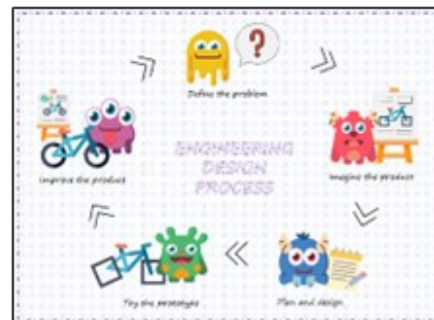 Define the problem
Imagine the product
Plan and design
Try the prototype
Improve the product
ENGINEERING
DESIGN
PROCESS
?